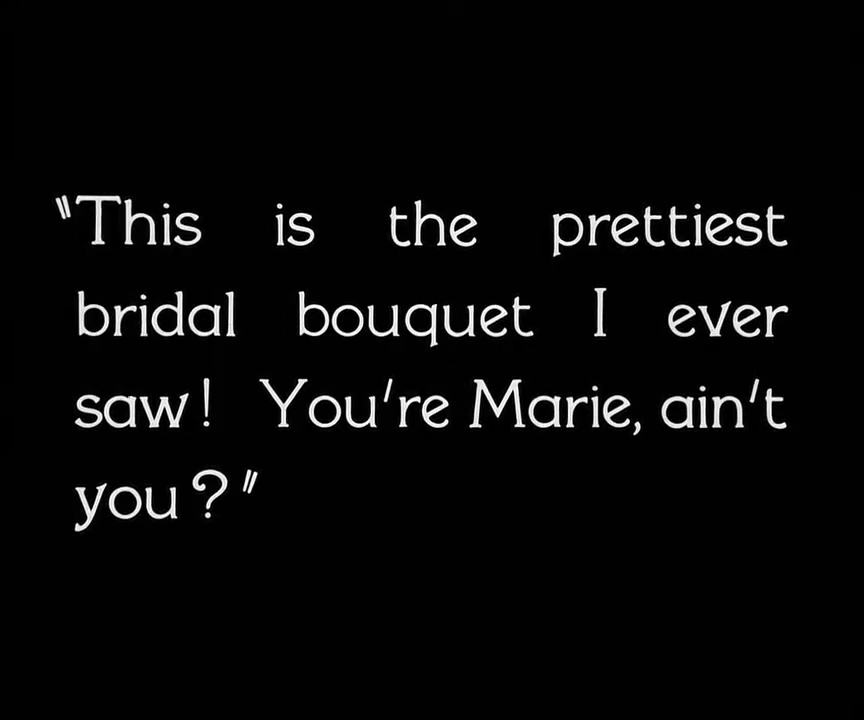 "This is the prettiest
bridal bouquet I ever
saw! You're Marie, ain't
you?"